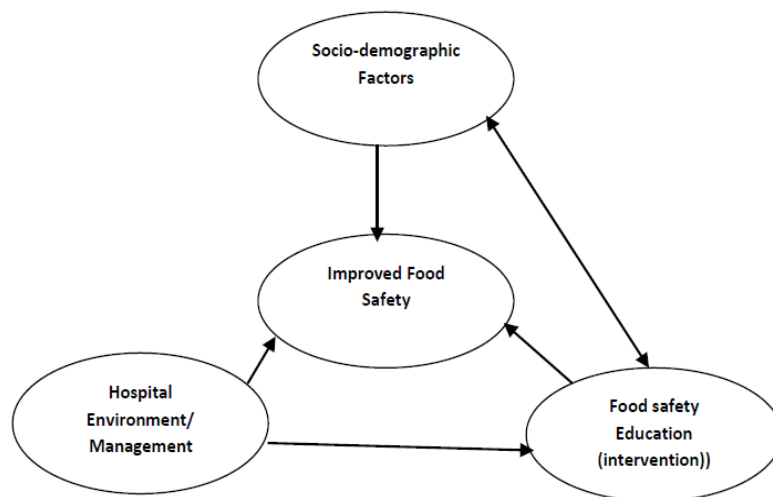 Socio-demographic
Factors
Improved Food
Safety
Hospital
Environment/
Management
Food safety
Education
(intervention))